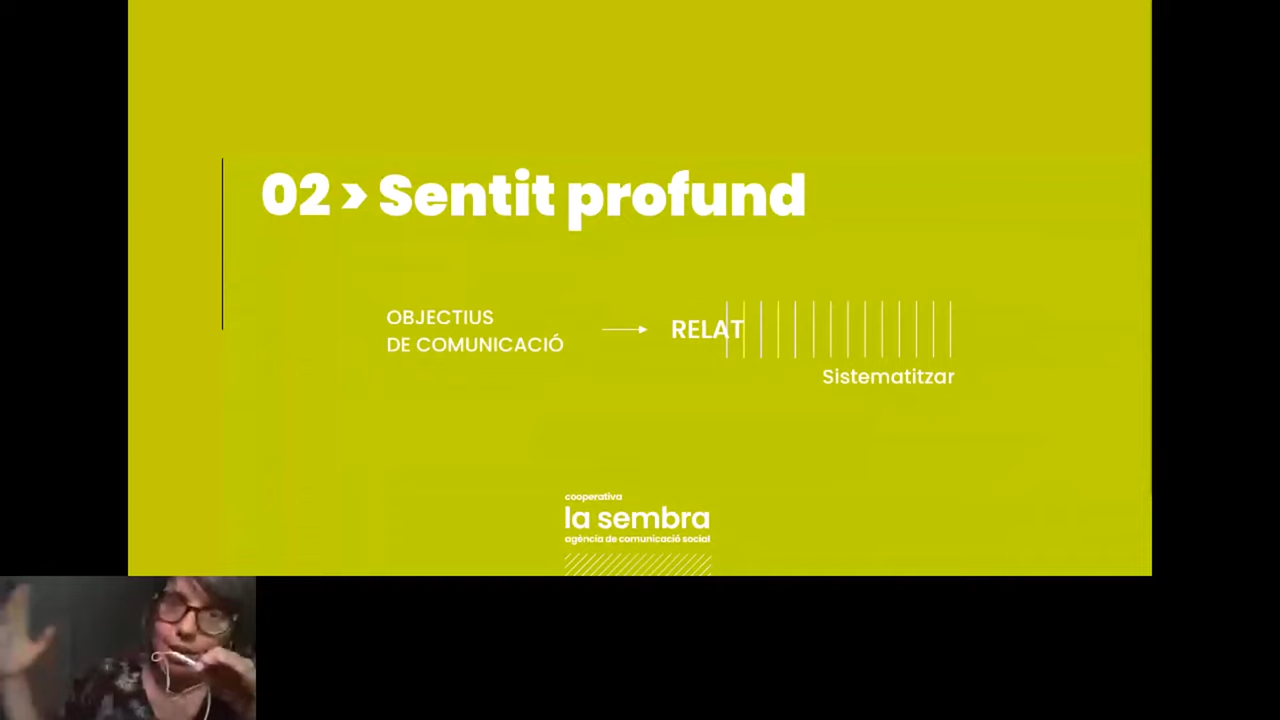 02 > Sentit profund
OBJECTIUS
DE COMUNICACIÓ
RELAT
Sistematitzar
cooperativa
la sembra
agència de comunicació social